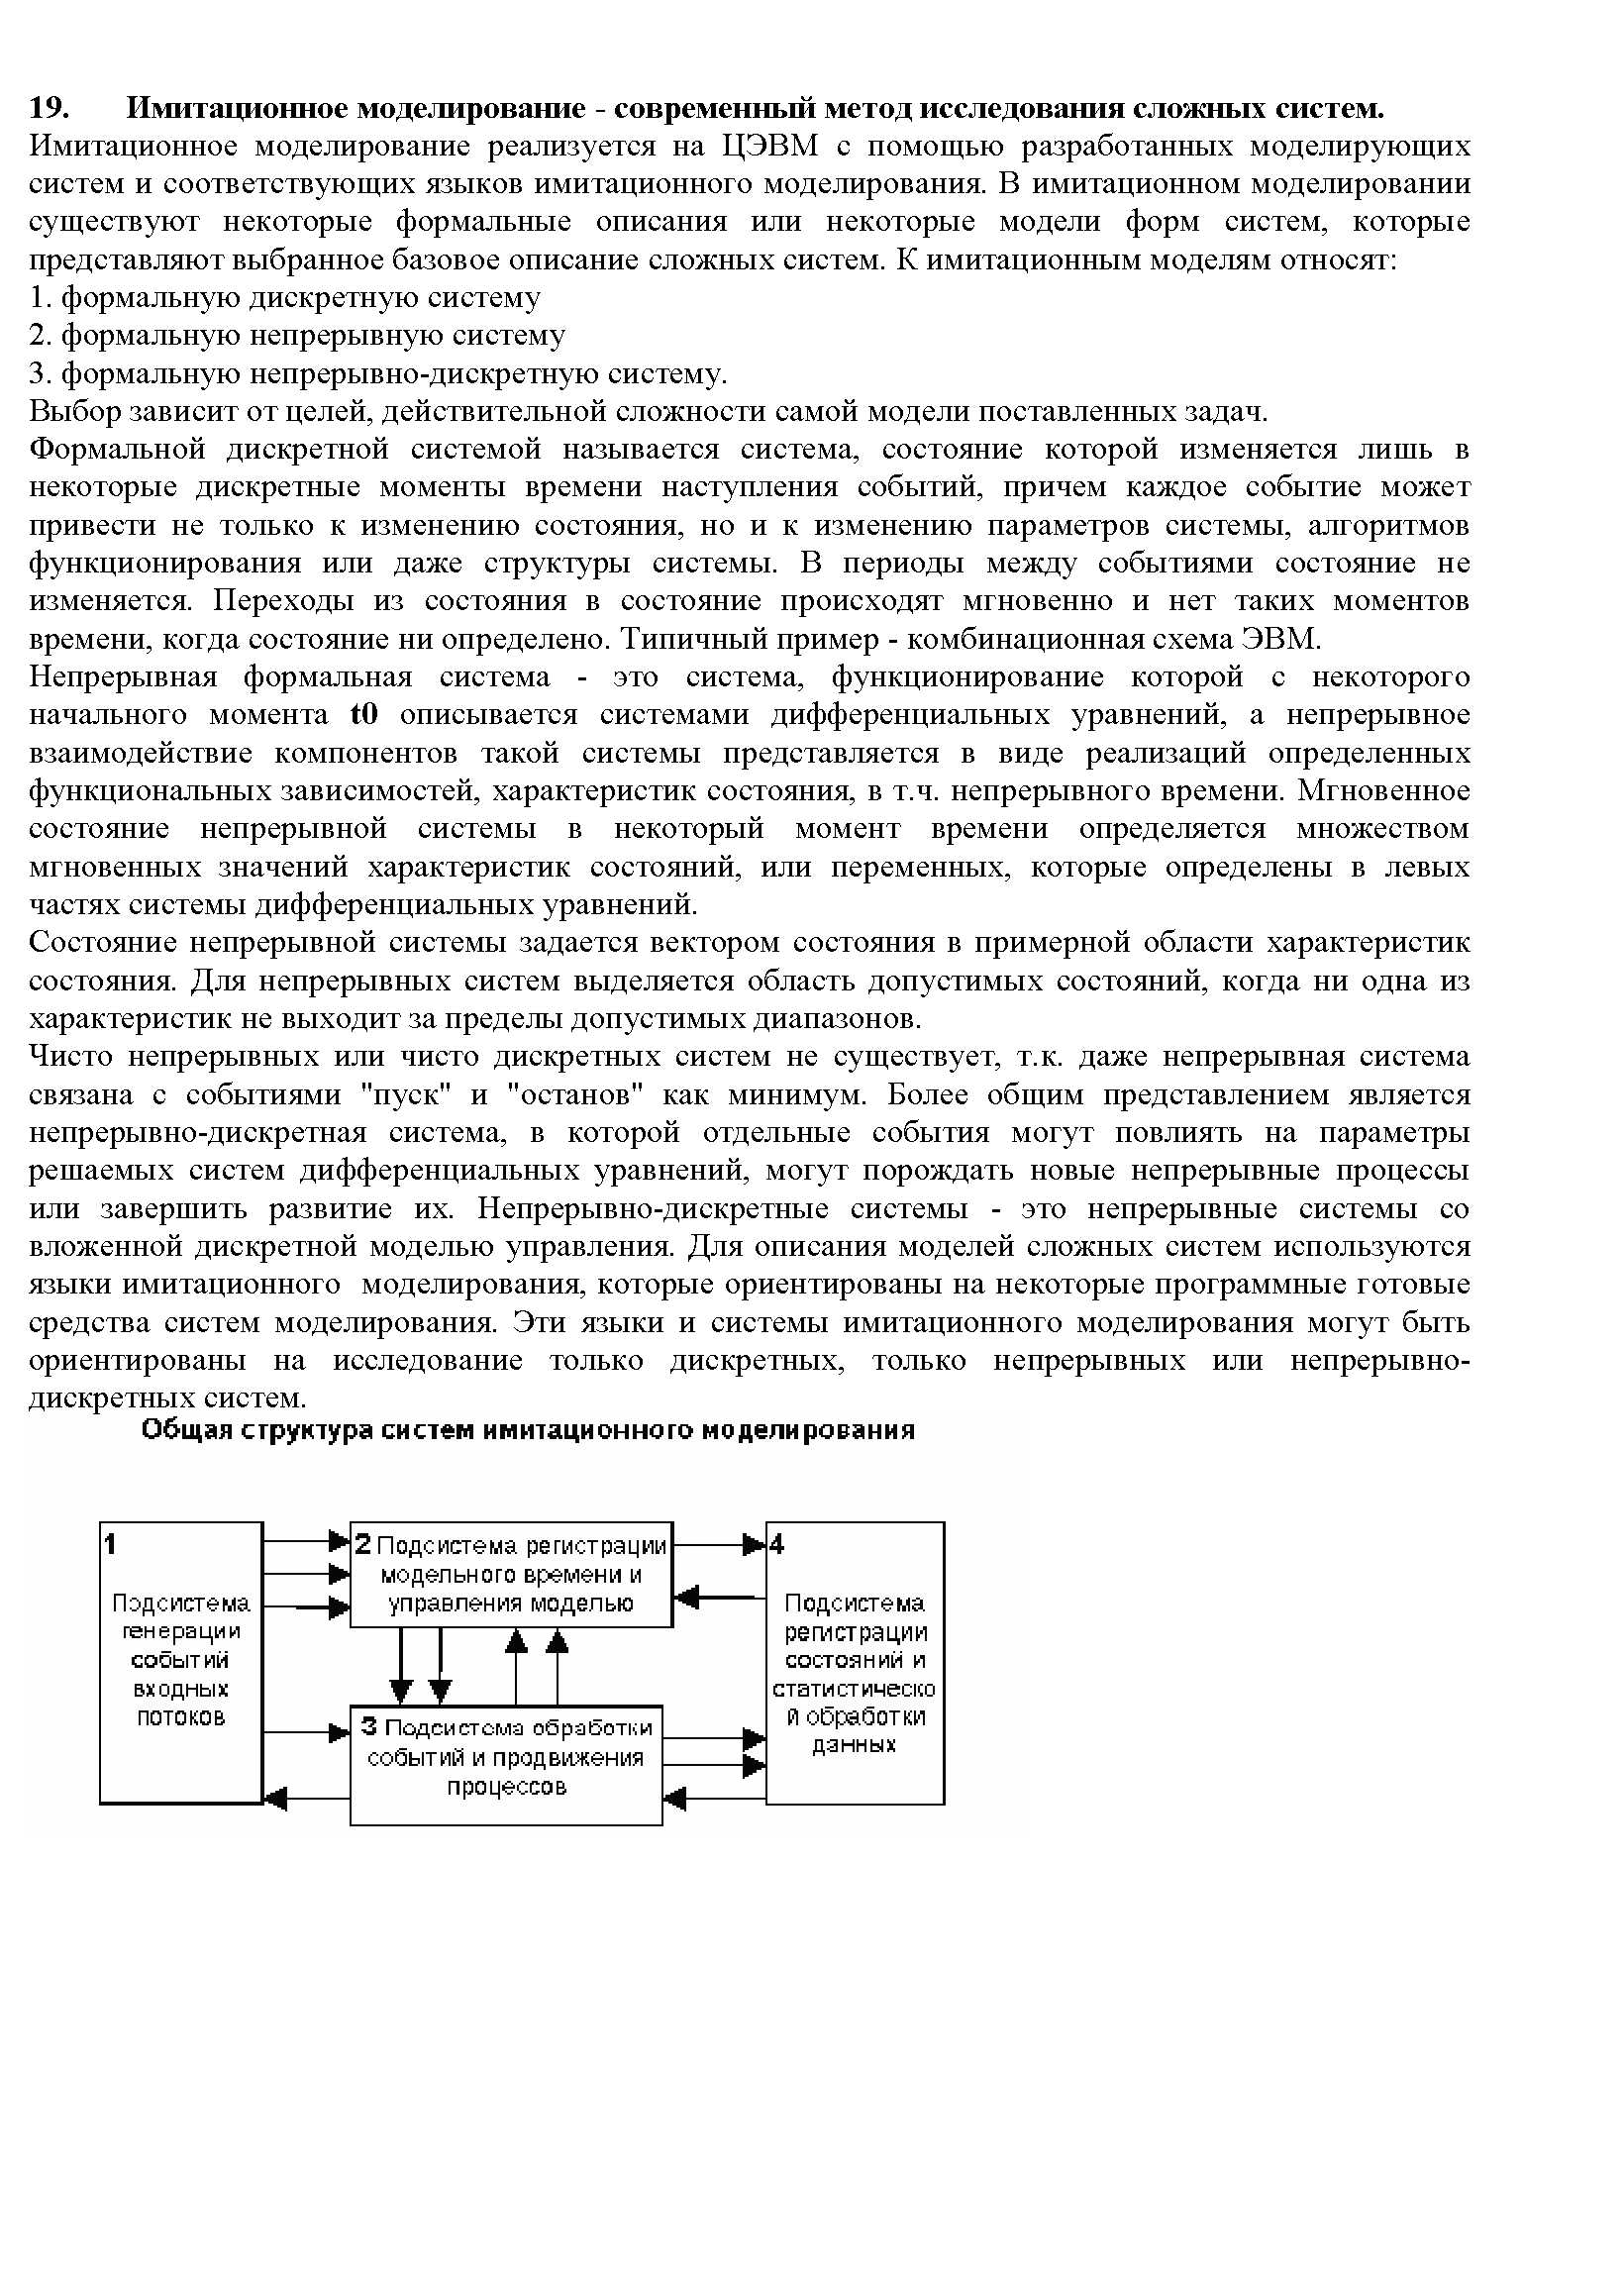 19. Имитационное моделирование - современный метод исследования сложных систем.
Имитационное моделирование реализуется на ЦЭВМ с помощью разработанных моделирующих
систем и соответствующих языков имитационного моделирования. В имитационном моделировании
существуют некоторые формальные описания или некоторые модели форм систем, которые
представляют выбранное базовое описание сложных систем. К имитационным моделям относят:
1. формальную дискретную систему
2. формальную непрерывную систему
3. формальную непрерывно-дискретную систему.
Выбор зависит от целей, действительной сложности самой модели поставленных задач.
Формальной дискретной системой называется система, состояние которой изменяется лишь в
некоторые дискретные моменты времени наступления событий, причем каждое событие может
привести не только к изменению состояния, но и к изменению параметров системы, алгоритмов
функционирования или даже структуры системы. В периоды между событиями состояние не
изменяется. Переходы из состояния в состояние происходят мгновенно и нет таких моментов
времени, когда состояние ни определено. Типичный пример - комбинационная схема ЭВМ.
Непрерывная формальная система - это система, функционирование которой с некоторого
начального момента t0 описывается системами дифференциальных уравнений, а непрерывное
взаимодействие компонентов такой системы представляется в виде реализаций определенных
функциональных зависимостей, характеристик состояния, в т.ч. непрерывного времени. Мгновенное
состояние непрерывной системы в некоторый момент времени определяется множеством
мгновенных значений характеристик состояний, или переменных, которые определены в левых
частях системы дифференциальных уравнений.
Состояние непрерывной системы задается вектором состояния в примерной области характеристик
состояния. Для непрерывных систем выделяется область допустимых состояний, когда ни одна из
характеристик не выходит за пределы допустимых диапазонов.
Чисто непрерывных или чисто дискретных систем не существует, т.к. даже непрерывная система
связана с событиями "пуск" и "останов" как минимум. Более общим представлением является
непрерывно-дискретная система, в которой отдельные события могут повлиять на параметры
решаемых систем дифференциальных уравнений, могут порождать новые непрерывные процессы
или завершить развитие их. Непрерывно-дискретные системы - это непрерывные системы со
вложенной дискретной моделью управления. Для описания моделей сложных систем используются
языки имитационного моделирования, которые ориентированы на некоторые программные готовые
средства систем моделирования. Эти языки и системы имитационного моделирования могут быть
ориентированы на исследование только дискретных, только непрерывных или непрерывно-
дискретных систем.
Общая структура систем имитационного моделирования
1
Подсистема
генерации
событий
входных
потоков
2 Подсистема регистрации
модельного времени и
управления моделью
3 Подсистома обработки
событий и продвижения
процессов
4
Подсистема
регистрации
состояний и
статистическо
й обработки
данных